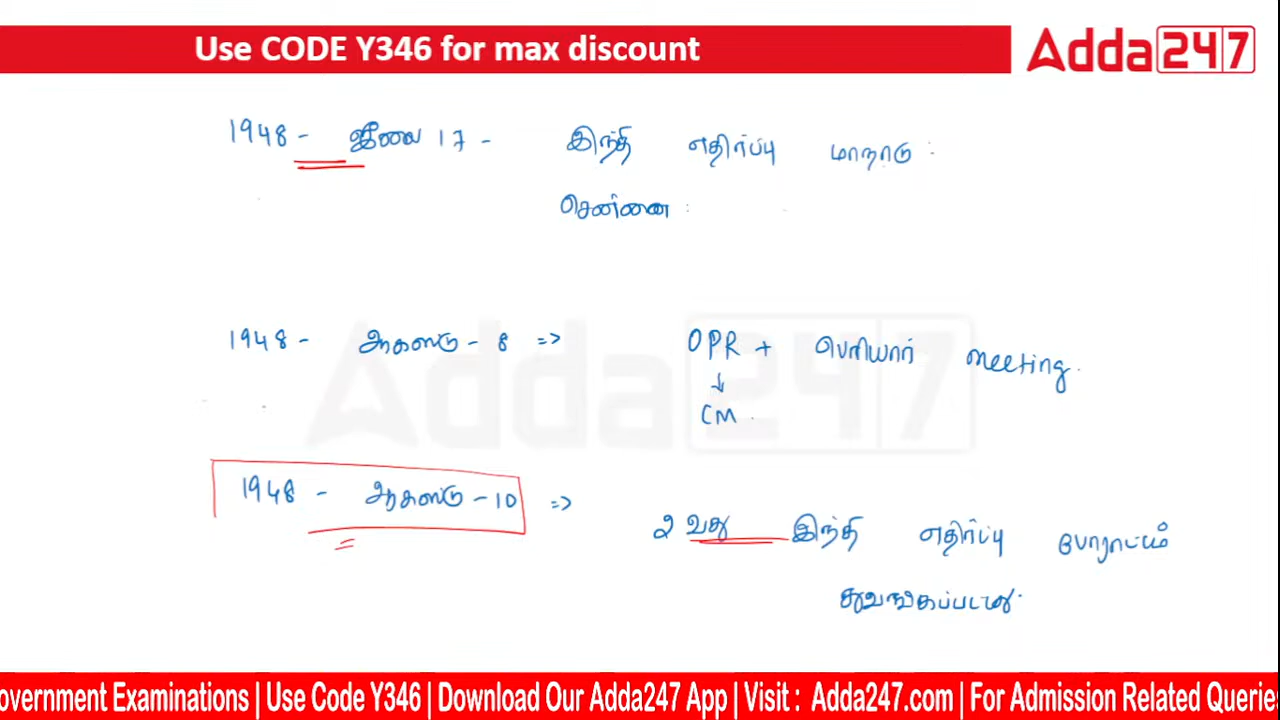 Use CODE Y346 for max discount
Adda247
1948 - ஜீலை 17 - இந்தி எதிர்ப்பு மாநாடு :
சென்னை :
1948 - ஆகஸடு - 8 => OPR + பெரியார் meeting.
↓
CM
1948 - ஆகஸடு - 10 => 2 வது இந்தி எதிர்ப்பு போராட்டம்
துவங்கப்பட்டது.
overnment Examinations | Use Code Y346 | Download Our Adda247 App | Visit : Adda247.com | For Admission Related Querie